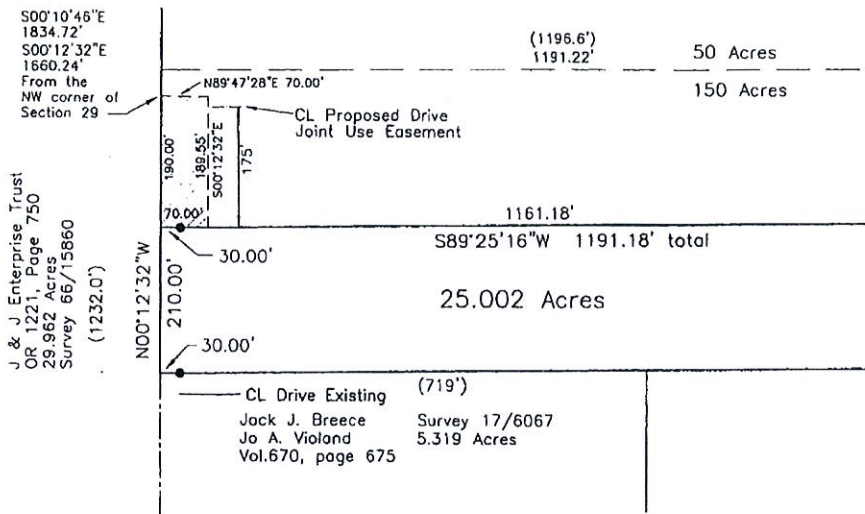 S00°10'46"E
1834.72'
S00°12'32"E
1660.24'
From the
NW corner of
Section 29
(1196.6')
1191.22'
50 Acres
150 Acres
N89°47'28"E 70.00'
CL Proposed Drive
Joint Use Easement
190.00'
189.55'
S00°12'32"E
175'
70.00'
1161.18'
S89°25'16"W 1191.18' total
30.00'
J & J Enterprise Trust
OR 1221, Page 750
29.962 Acres
Survey 66/15860
(1232.0')
N00°12'32"W
210.00'
25.002 Acres
30.00'
(719')
CL Drive Existing
Jack J. Breece
Jo A. Violand
Vol.670, page 675
Survey 17/6067
5.319 Acres